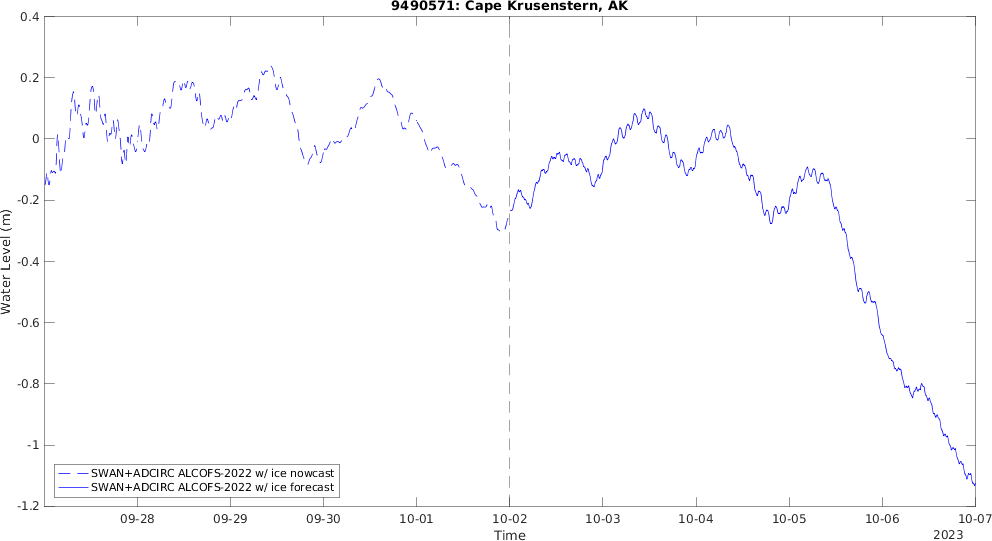 9490571: Cape Krusenstern, AK
Water Level (m)
0.4
0.2
0
-0.2
-0.4
-0.6
-0.8
-1
-1.2
SWAN+ADCIRC ALCOFS-2022 w/ ice nowcast
SWAN+ADCIRC ALCOFS-2022 w/ ice forecast
09-28 09-29 09-30 10-01 10-02 10-03 10-04 10-05 10-06 10-07
Time
2023